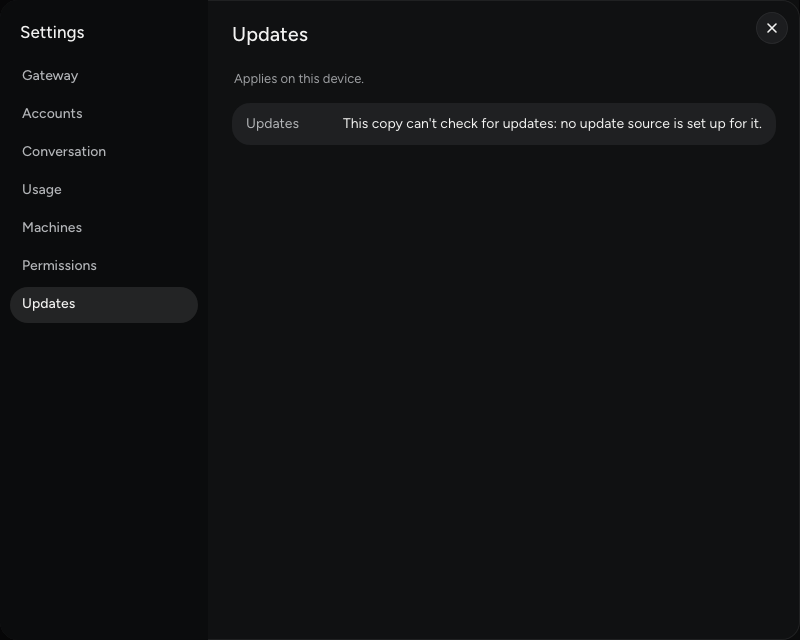 Settings
Gateway
Accounts
Conversation
Usage
Machines
Permissions
Updates
Updates
Applies on this device.
Updates This copy can't check for updates: no update source is set up for it.